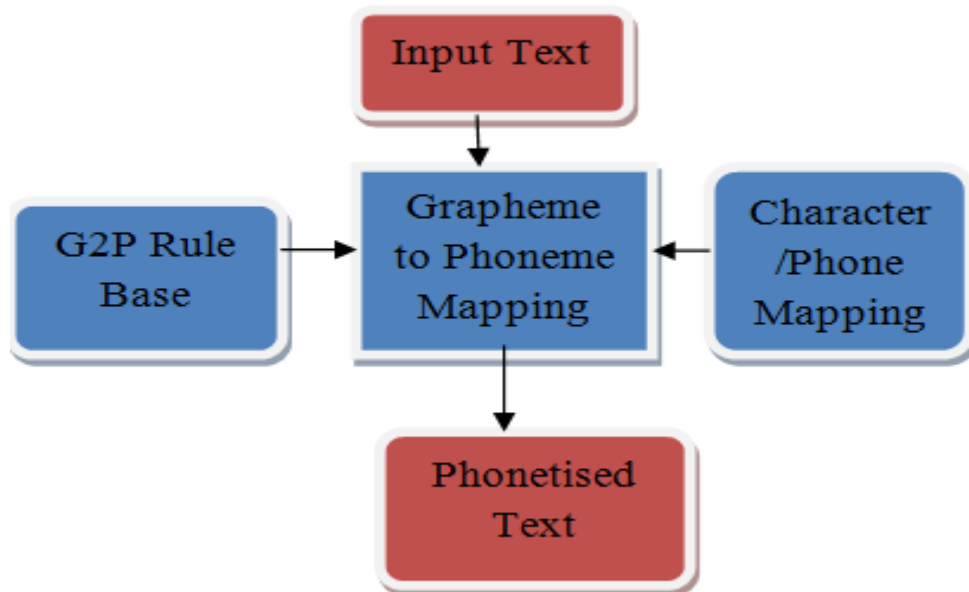 Input Text
G2P Rule
Base
Grapheme
to Phoneme
Mapping
Character
/Phone
Mapping
Phonetised
Text